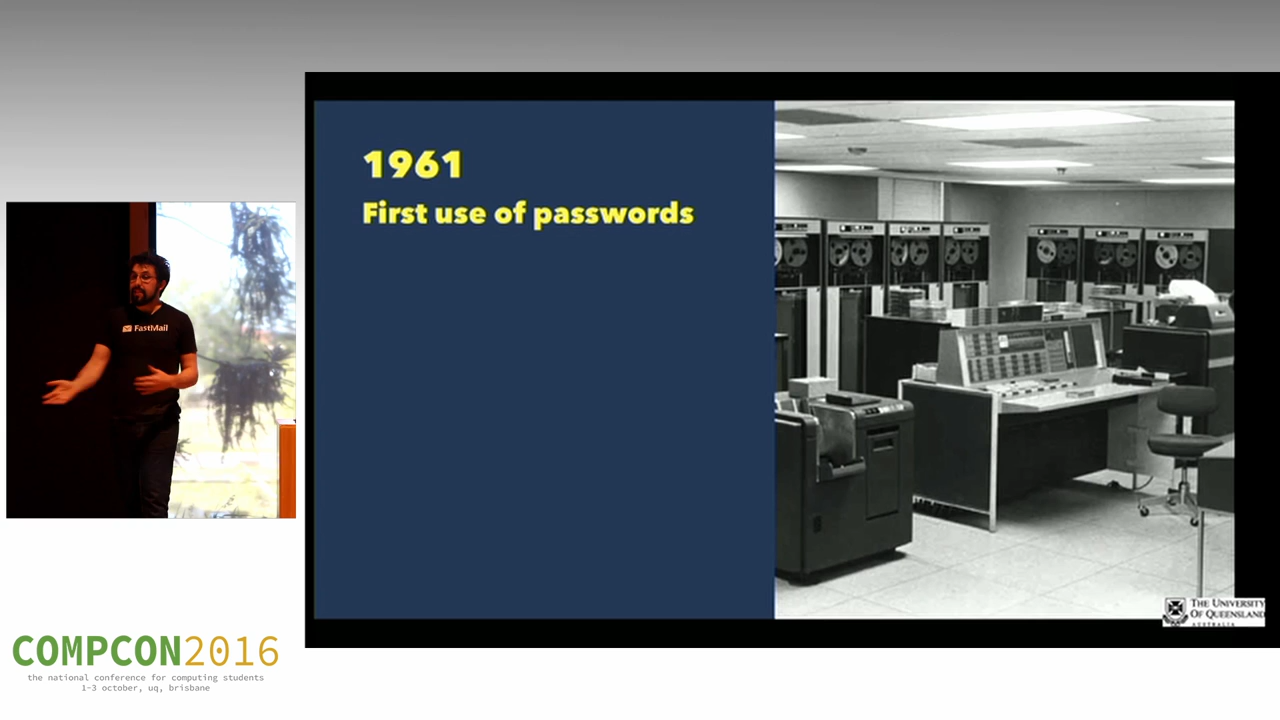 1961
First use of passwords
FastMail
THE UNIVERSITY
OF QUEENSLAND
AUSTRALIA
COMPCON2016
the national conference for computing students
1-3 october, uq, brisbane